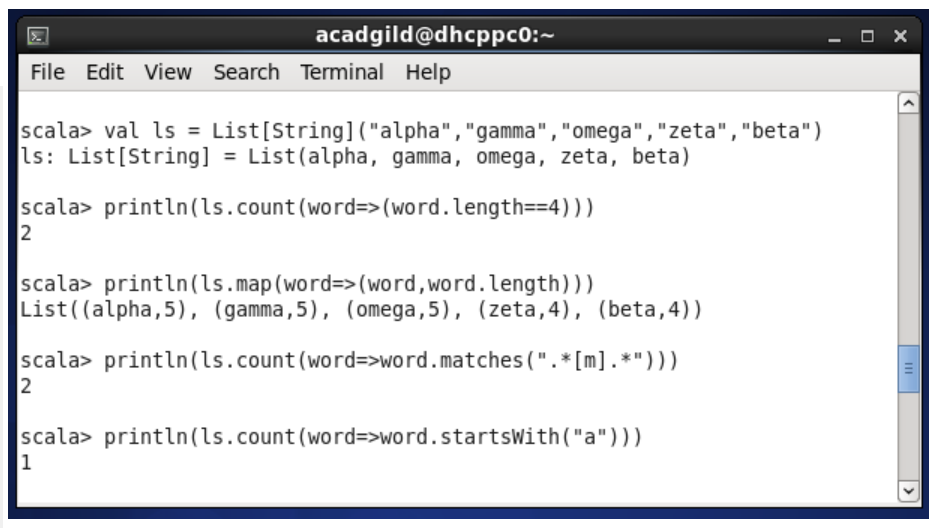 acadgild@dhcppc0:~
File Edit View Search Terminal Help
scala> val ls = List[String]("alpha","gamma","omega","zeta","beta")
ls: List[String] = List(alpha, gamma, omega, zeta, beta)
scala> println(ls.count(word=>(word.length==4)))
2
scala> println(ls.map(word=>(word,word.length)))
List((alpha,5), (gamma,5), (omega,5), (zeta,4), (beta,4))
scala> println(ls.count(word=>word.matches(".*[m].*")))
2
scala> println(ls.count(word=>word.startsWith("a")))
1